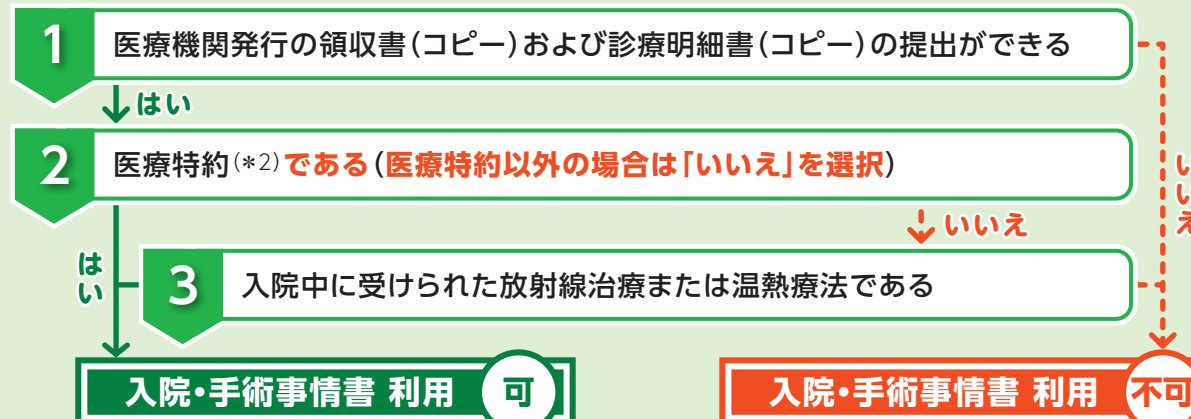 1 医療機関発行の領収書(コピー)および診療明細書(コピー)の提出ができる
はい
2 医療特約(*2)である(医療特約以外の場合は「いいえ」を選択)
いいえ
いいえ
はい
3 入院中に受けられた放射線治療または温熱療法である
入院・手術事情書 利用 可
入院・手術事情書 利用 不可